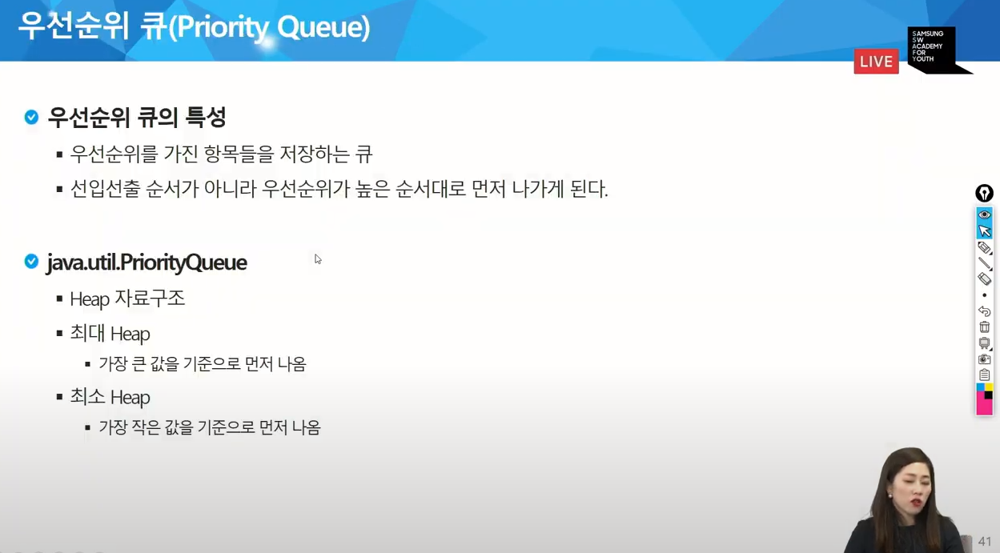 우선순위 큐(Priority Queue)
SAMSUNG
SW
ACADEMY
FOR
YOUTH
LIVE
우선순위 큐의 특성
우선순위를 가진 항목들을 저장하는 큐
선입선출 순서가 아니라 우선순위가 높은 순서대로 먼저 나가게 된다.
java.util.PriorityQueue
Heap 자료구조
최대 Heap
가장 큰 값을 기준으로 먼저 나옴
최소 Heap
가장 작은 값을 기준으로 먼저 나옴
41